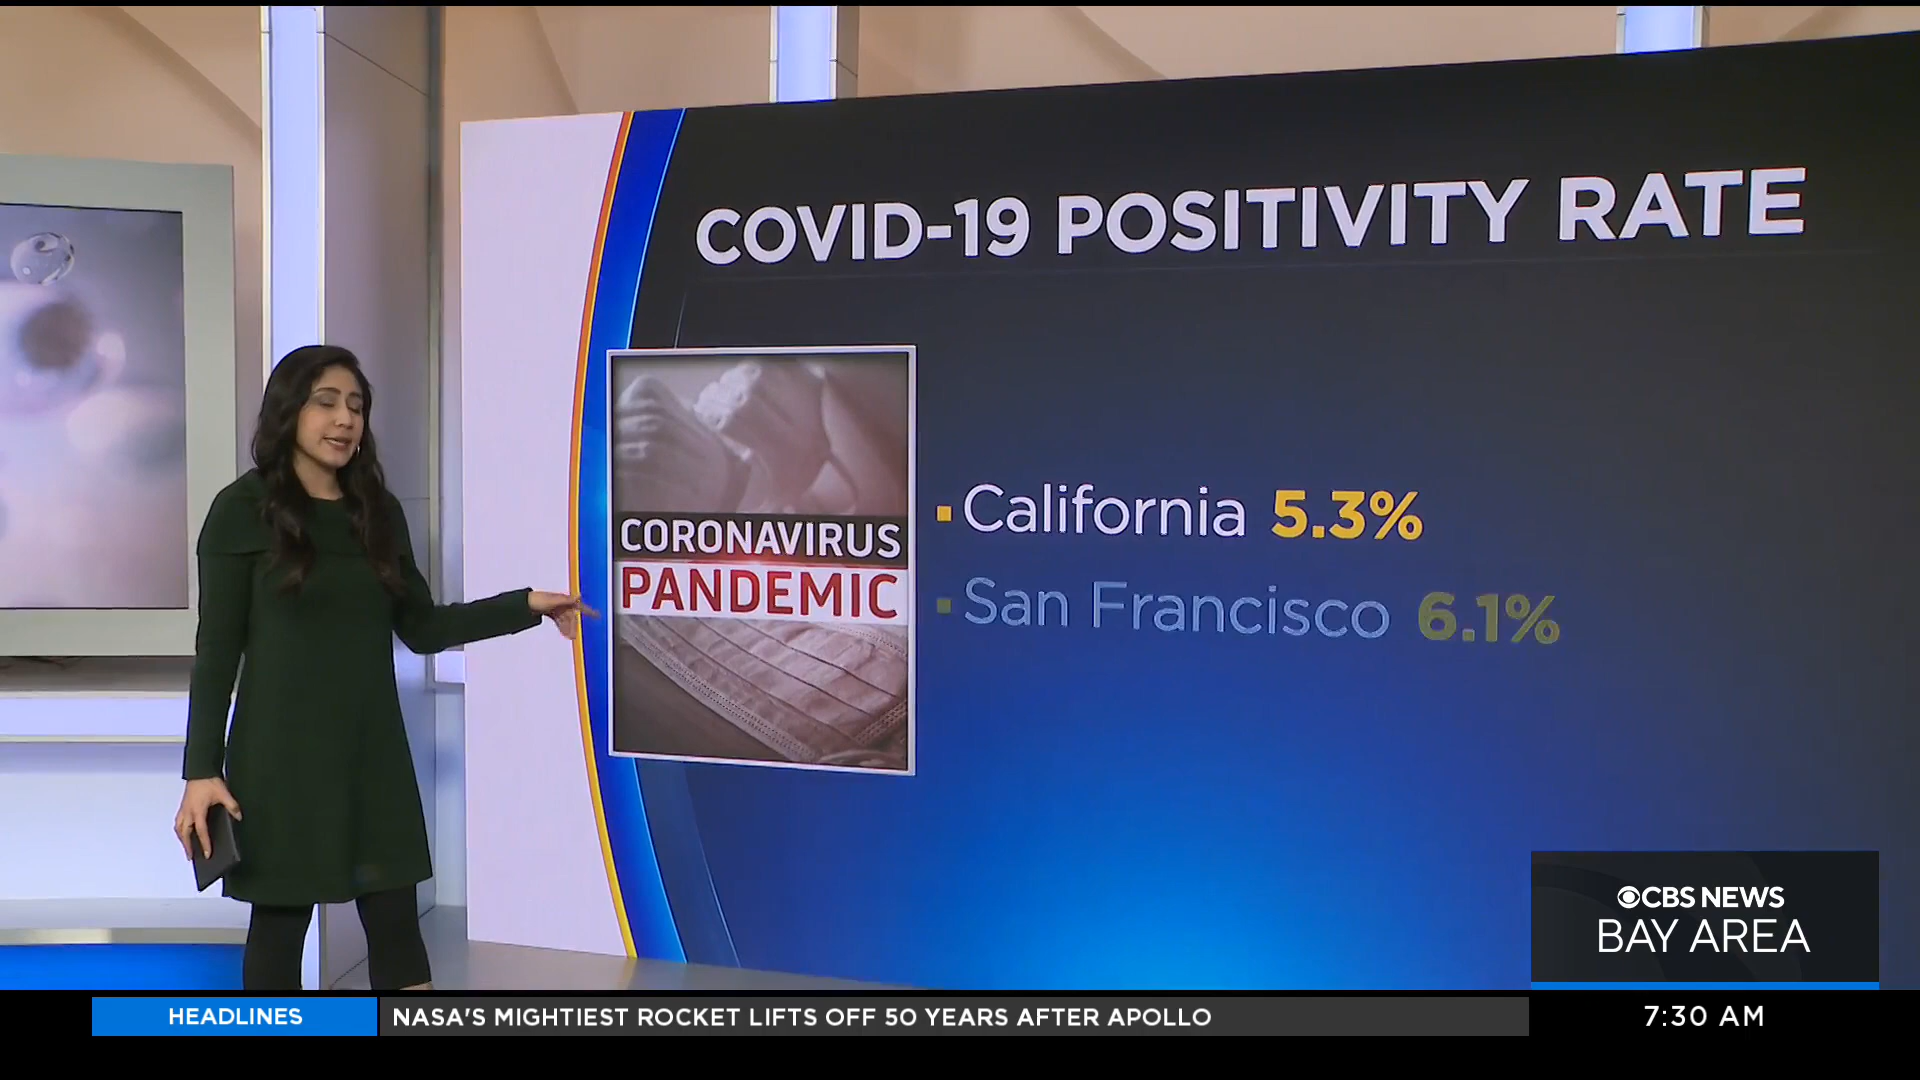 COVID-19 POSITIVITY RATE
CORONAVIRUS
PANDEMIC
California 5.3%
San Francisco 6.1%
CBS NEWS
BAY AREA
HEADLINES
NASA'S MIGHTIEST ROCKET LIFTS OFF 50 YEARS AFTER APOLLO
7:30 AM